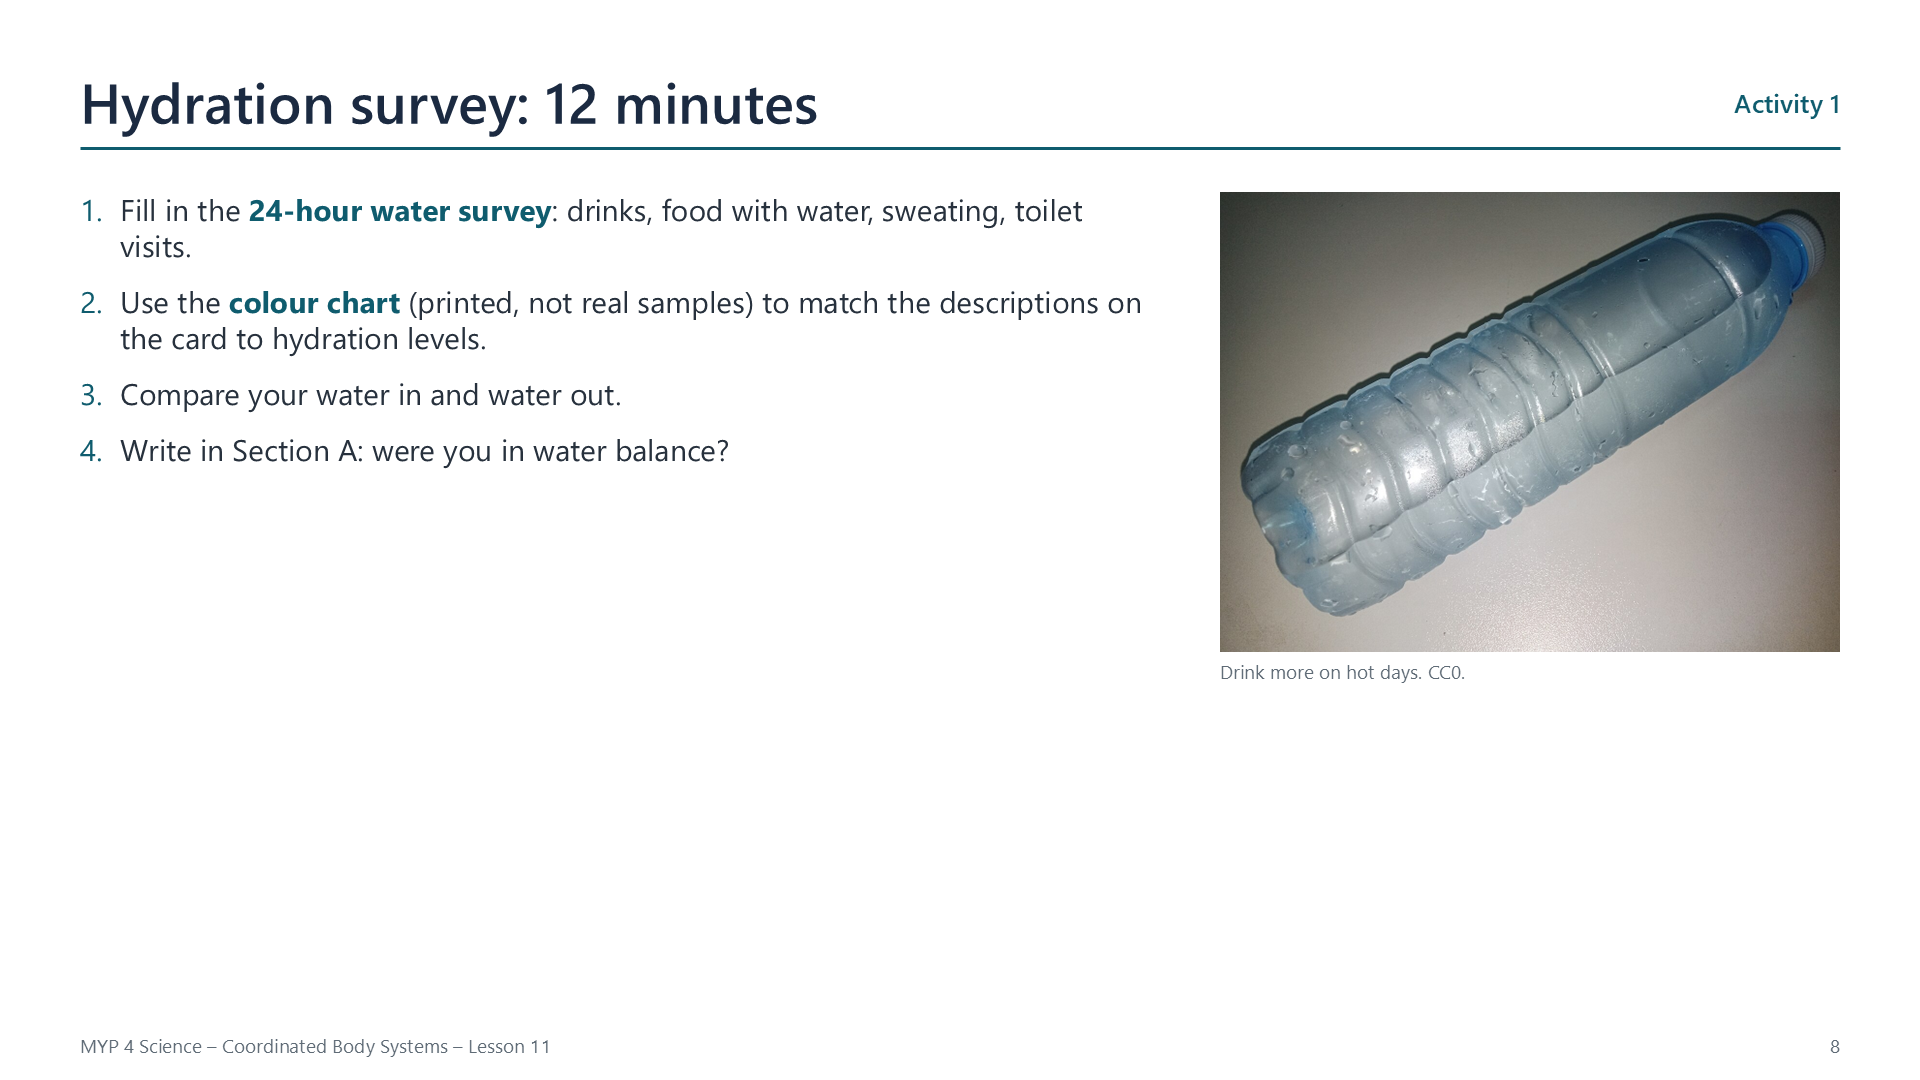 Hydration survey: 12 minutes
Activity 1
1. Fill in the 24-hour water survey: drinks, food with water, sweating, toilet
visits.
2. Use the colour chart (printed, not real samples) to match the descriptions on
the card to hydration levels.
3. Compare your water in and water out.
4. Write in Section A: were you in water balance?
Drink more on hot days. CC0.
MYP 4 Science – Coordinated Body Systems – Lesson 11
8